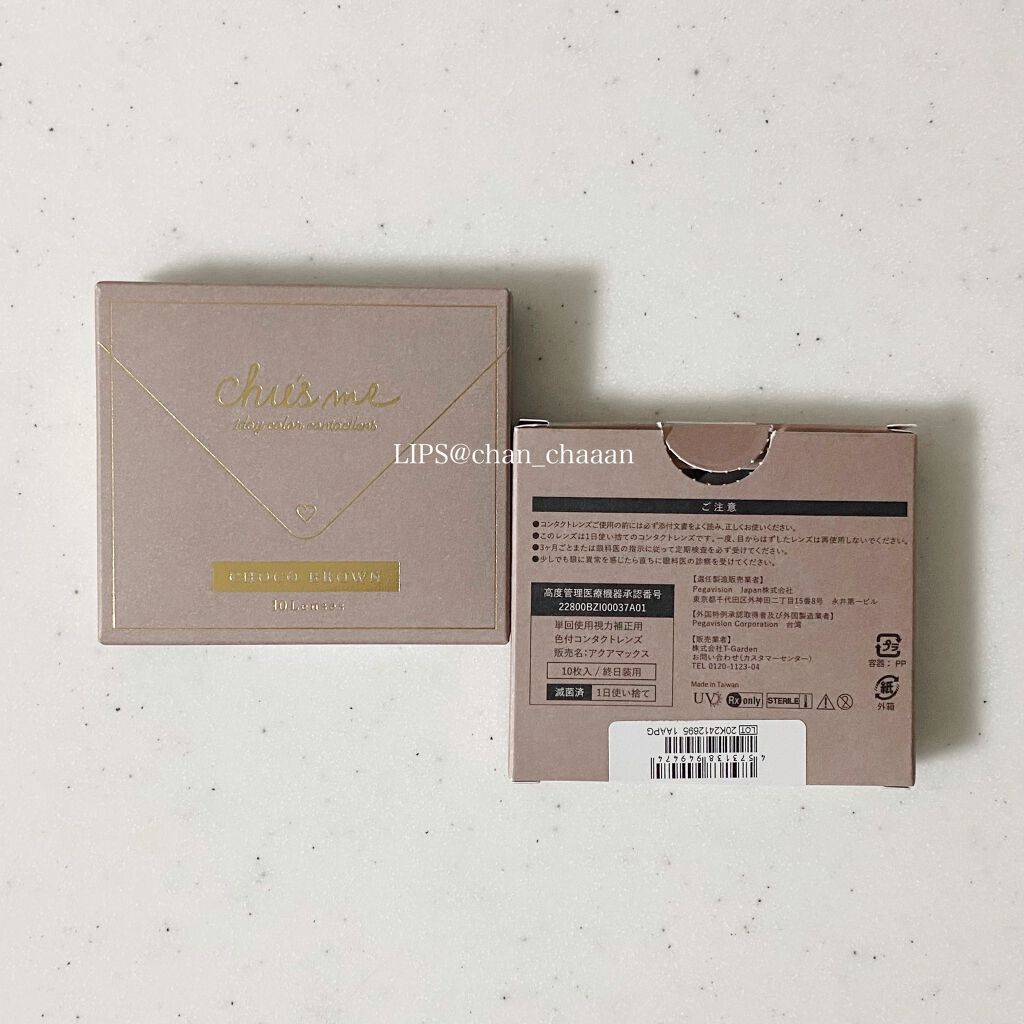 chu's me
1day color contactlens
CHOCO BROWN
10 Lenses
LIPS@chan_chaaan
ご注意
●コンタクトレンズご使用の前には必ず添付文書をよく読み、正しくお使いください。
●このレンズは1日使い捨てのコンタクトレンズです。一度、目からはずしたレンズは再使用しないでください。
●3ヶ月ごとまたは眼科医の指示に従って定期検査を必ず受けてください。
●少しでも眼に異常を感じたら直ちに眼科医の診察を受けてください。
高度管理医療機器承認番号
22800BZI00037A01
単回使用視力補正用
色付コンタクトレンズ
販売名：アクアマックス
10枚入 / 終日装用
滅菌済 1日使い捨て
【選任製造販売業者】
Pegavision Japan株式会社
東京都千代田区外神田二丁目15番8号 永井第一ビル
【外国特例承認取得者及び外国製造業者】
Pegavision Corporation 台湾
【販売業者】
株式会社T-Garden
お問い合わせ（カスタマーセンター）
TEL 0120-1123-04
Made in Taiwan
UV Rx only STERILE
プラ
容器： PP
紙
外箱
LOT 20K2412695 1AAPG
4573138949474